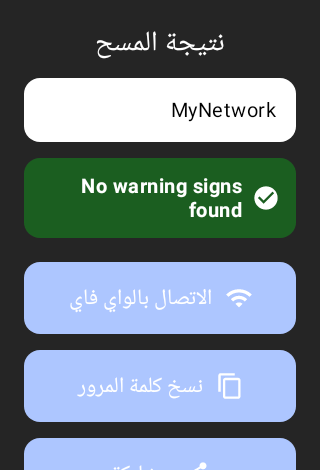 نتيجة المسح
MyNetwork
No warning signs
found
الاتصال بالواي فاي
نسخ كلمة المرور